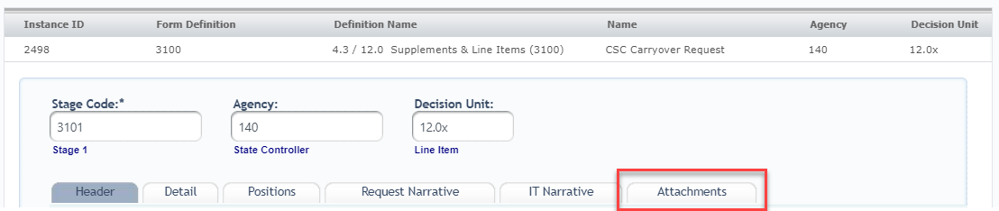 Instance ID Form Definition Definition Name Name Agency Decision Unit
2498 3100 4.3 / 12.0 Supplements & Line Items (3100) CSC Carryover Request 140 12.0x
Stage Code:* Agency: Decision Unit:
3101 140 12.0x
Stage 1 State Controller Line Item
Header Detail Positions Request Narrative IT Narrative Attachments